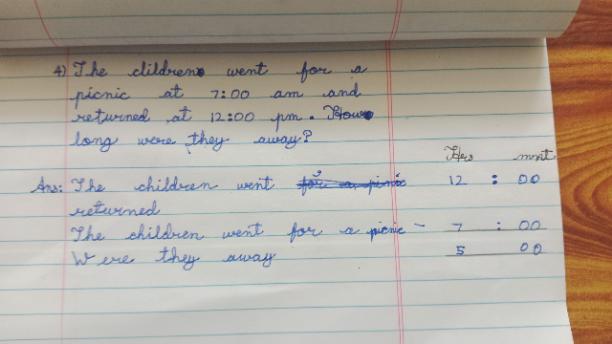 4) The clildren went for a
picnic at 7:00 am and
returned at 12:00 pm. How
long were they away?
Hrs mnt
Ans: The children went for a picnic 12 : 00
returned
The children went for a picnic - 7 : 00
Were they away 5 00